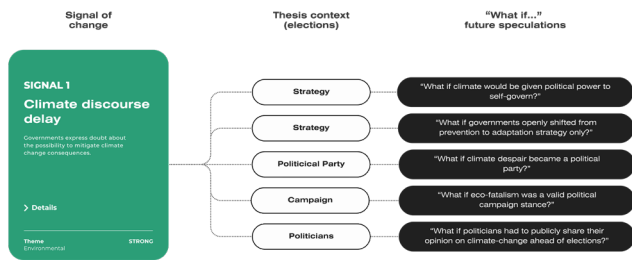 Signal of
change
Thesis context
(elections)
“What if...”
future speculations
SIGNAL 1
Climate discourse
delay
Governments express doubt about
the possibility to mitigate climate
change consequences.
Details
Theme
STRONG
Environmental
Strategy
“What if climate would be given political power to
self-govern?”
Strategy
“What if governments openly shifted from
prevention to adaptation strategy only?”
Politicical Party
“What if climate despair became a political
party?”
Campaign
“What if eco-fatalism was a valid political
campaign stance?”
Politicians
“What if politicians had to publicly share their
opinion on climate-change ahead of elections?”